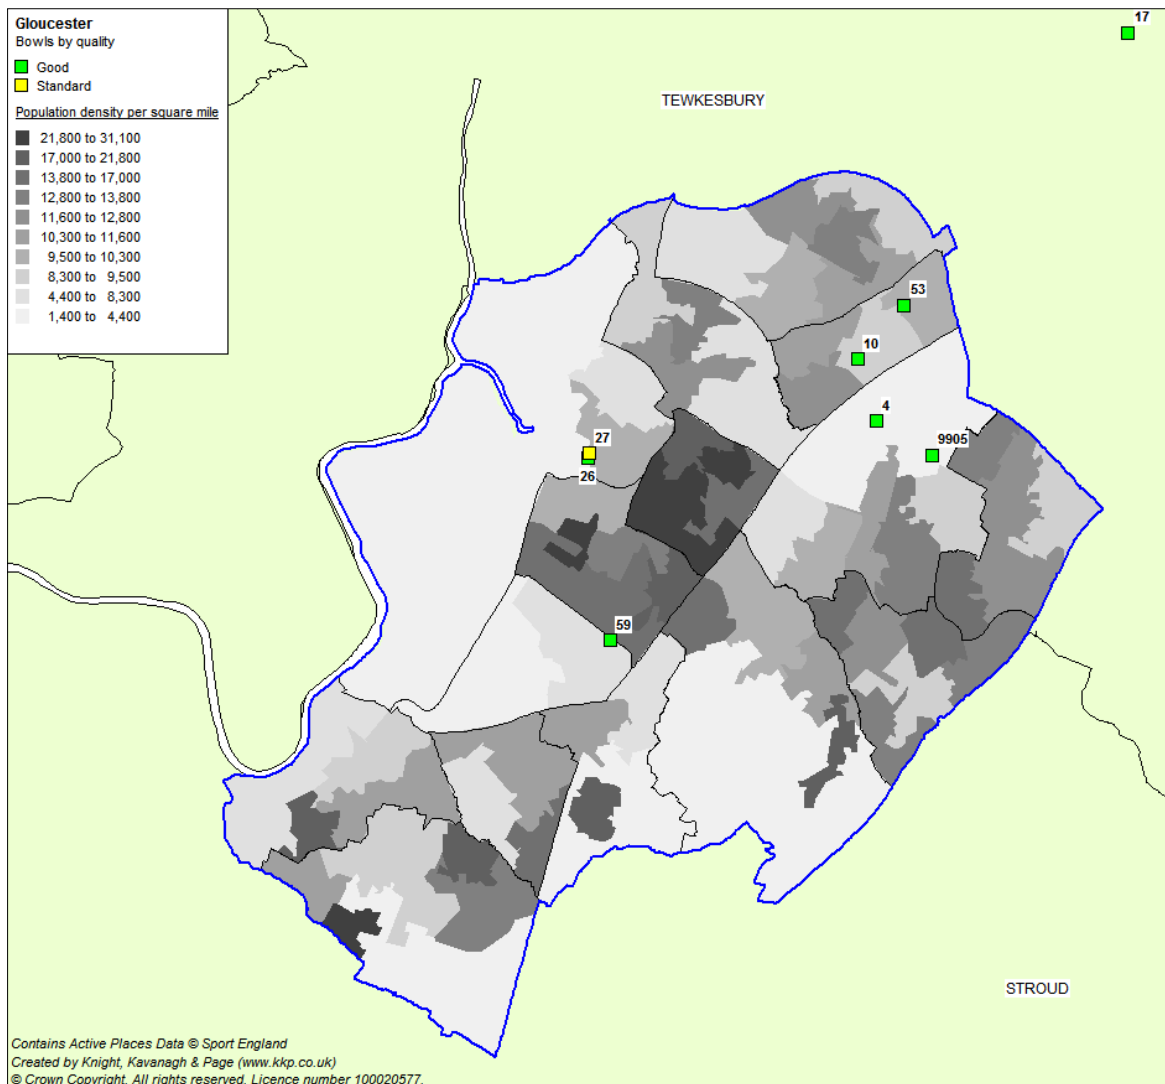 Gloucester
Bowls by quality
Good
Standard
Population density per square mile
21,800 to 31,100
17,000 to 21,800
13,800 to 17,000
12,800 to 13,800
11,600 to 12,800
10,300 to 11,600
9,500 to 10,300
8,300 to 9,500
4,400 to 8,300
1,400 to 4,400
17
TEWKESBURY
53
10
4
9905
27
26
59
STROUD
Contains Active Places Data © Sport England
Created by Knight, Kavanagh & Page (www.kkp.co.uk)
© Crown Copyright. All rights reserved. Licence number 100020577.